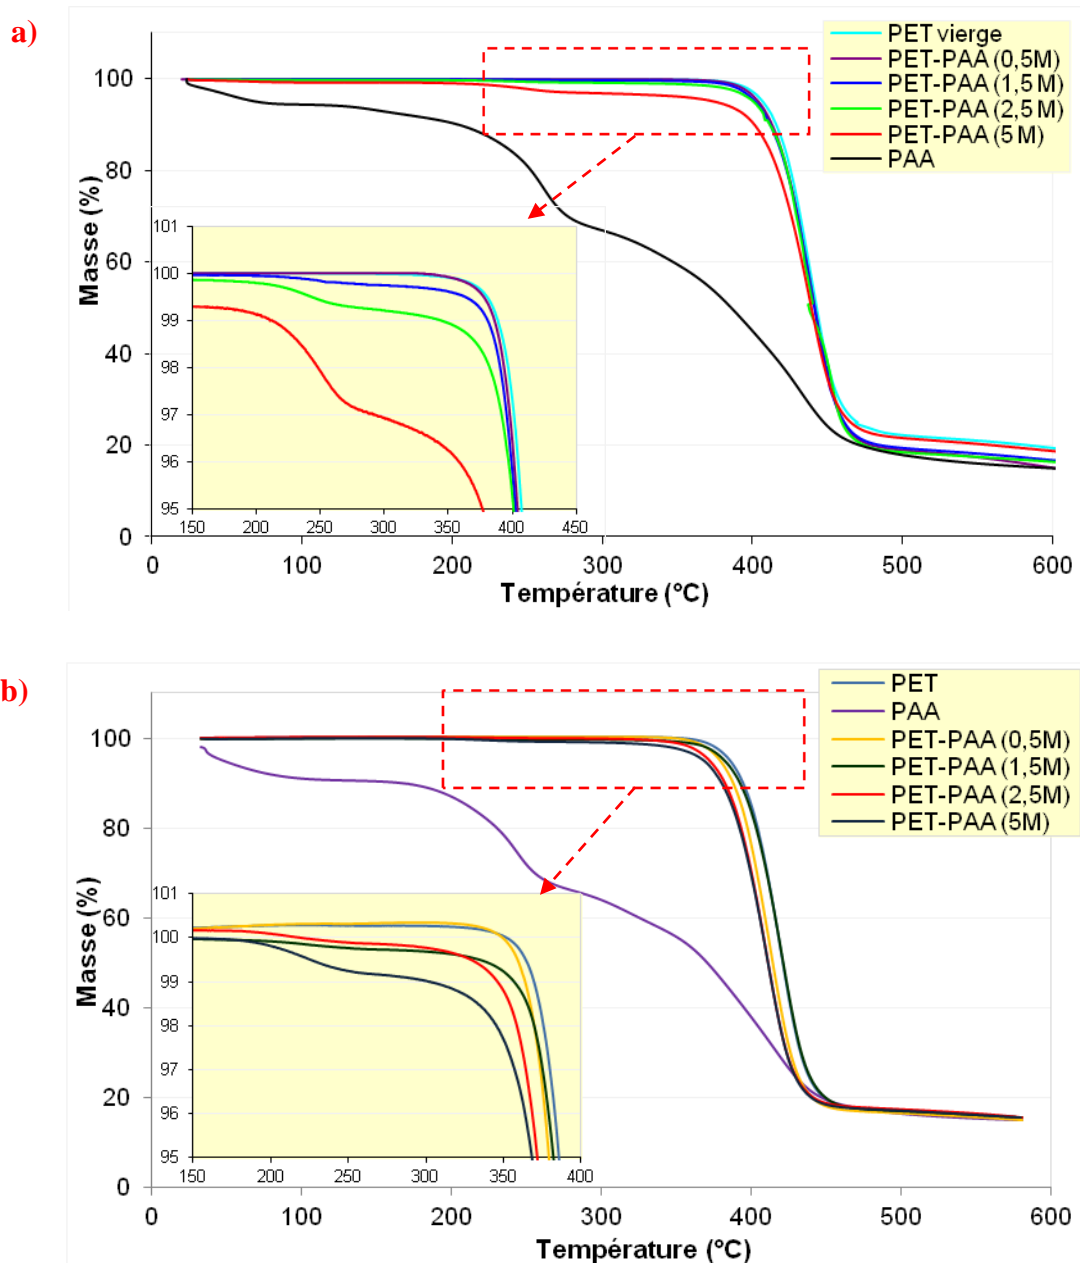 a)
PET vierge
PET-PAA (0,5M)
PET-PAA (1,5 M)
PET-PAA (2,5 M)
PET-PAA (5 M)
PAA
100
80
60
40
20
0
Masse (%)
101
100
99
98
97
96
95
150 200 250 300 350 400 450
0 100 200 300 400 500 600
Température (°C)
b)
PET
PAA
PET-PAA (0,5M)
PET-PAA (1,5M)
PET-PAA (2,5M)
PET-PAA (5M)
100
80
60
40
20
0
Masse (%)
101
100
99
98
97
96
95
150 200 250 300 350 400
0 100 200 300 400 500 600
Température (°C)